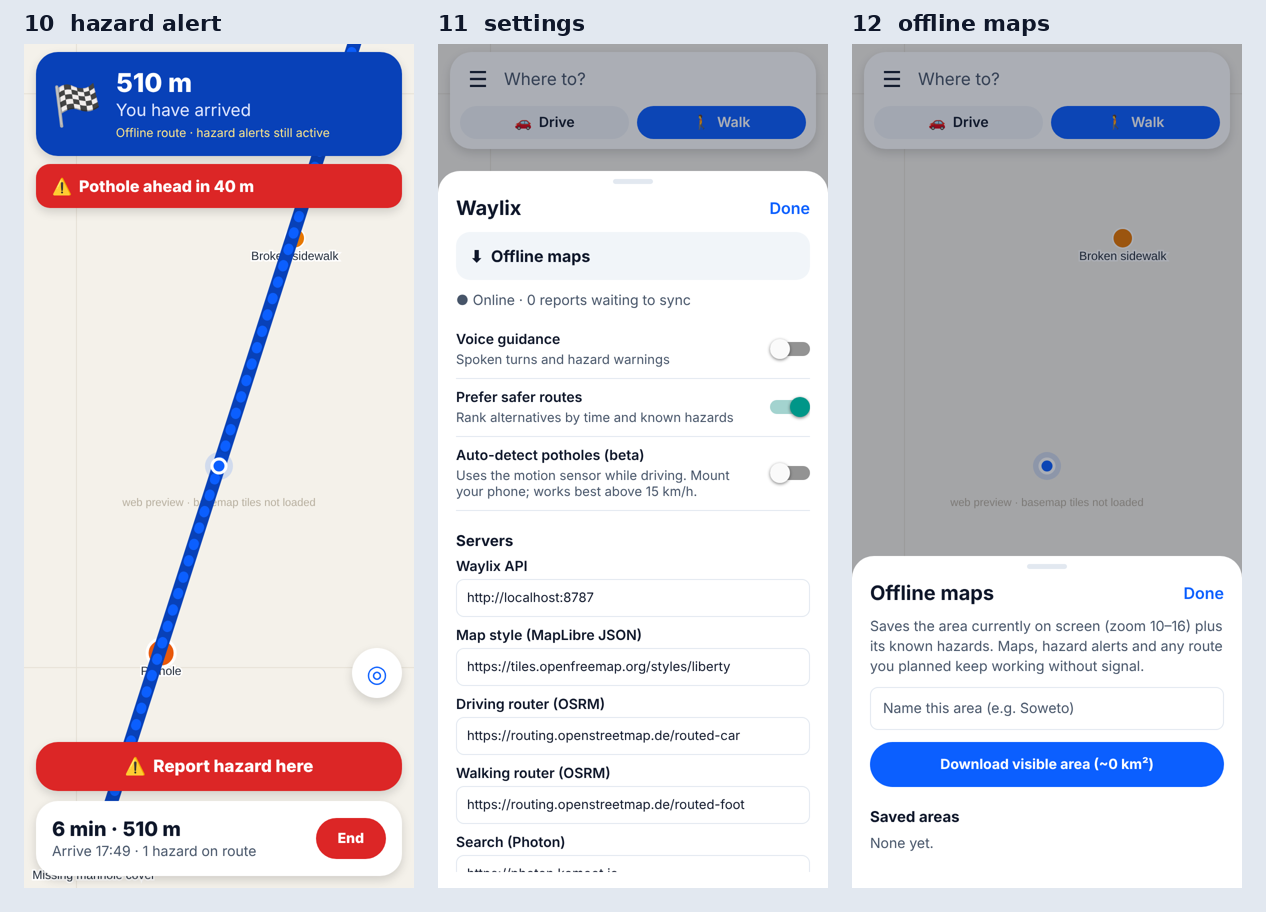 10 hazard alert
510 m
You have arrived
Offline route · hazard alerts still active
⚠️ Pothole ahead in 40 m
Broken sidewalk
web preview · basemap tiles not loaded
Pothole
⚠️ Report hazard here
6 min · 510 m
Arrive 17:49 · 1 hazard on route
End
Missing manhole cover
11 settings
☰ Where to?
🚗 Drive
🚶 Walk
Waylix
Done
⬇ Offline maps
● Online · 0 reports waiting to sync
Voice guidance
Spoken turns and hazard warnings
Prefer safer routes
Rank alternatives by time and known hazards
Auto-detect potholes (beta)
Uses the motion sensor while driving. Mount
your phone; works best above 15 km/h.
Servers
Waylix API
http://localhost:8787
Map style (MapLibre JSON)
https://tiles.openfreemap.org/styles/liberty
Driving router (OSRM)
https://routing.openstreetmap.de/routed-car
Walking router (OSRM)
https://routing.openstreetmap.de/routed-foot
Search (Photon)
https://photon.komoot.io
12 offline maps
☰ Where to?
🚗 Drive
🚶 Walk
Broken sidewalk
web preview · basemap tiles not loaded
Offline maps
Done
Saves the area currently on screen (zoom 10–16) plus
its known hazards. Maps, hazard alerts and any route
you planned keep working without signal.
Name this area (e.g. Soweto)
Download visible area (~0 km²)
Saved areas
None yet.